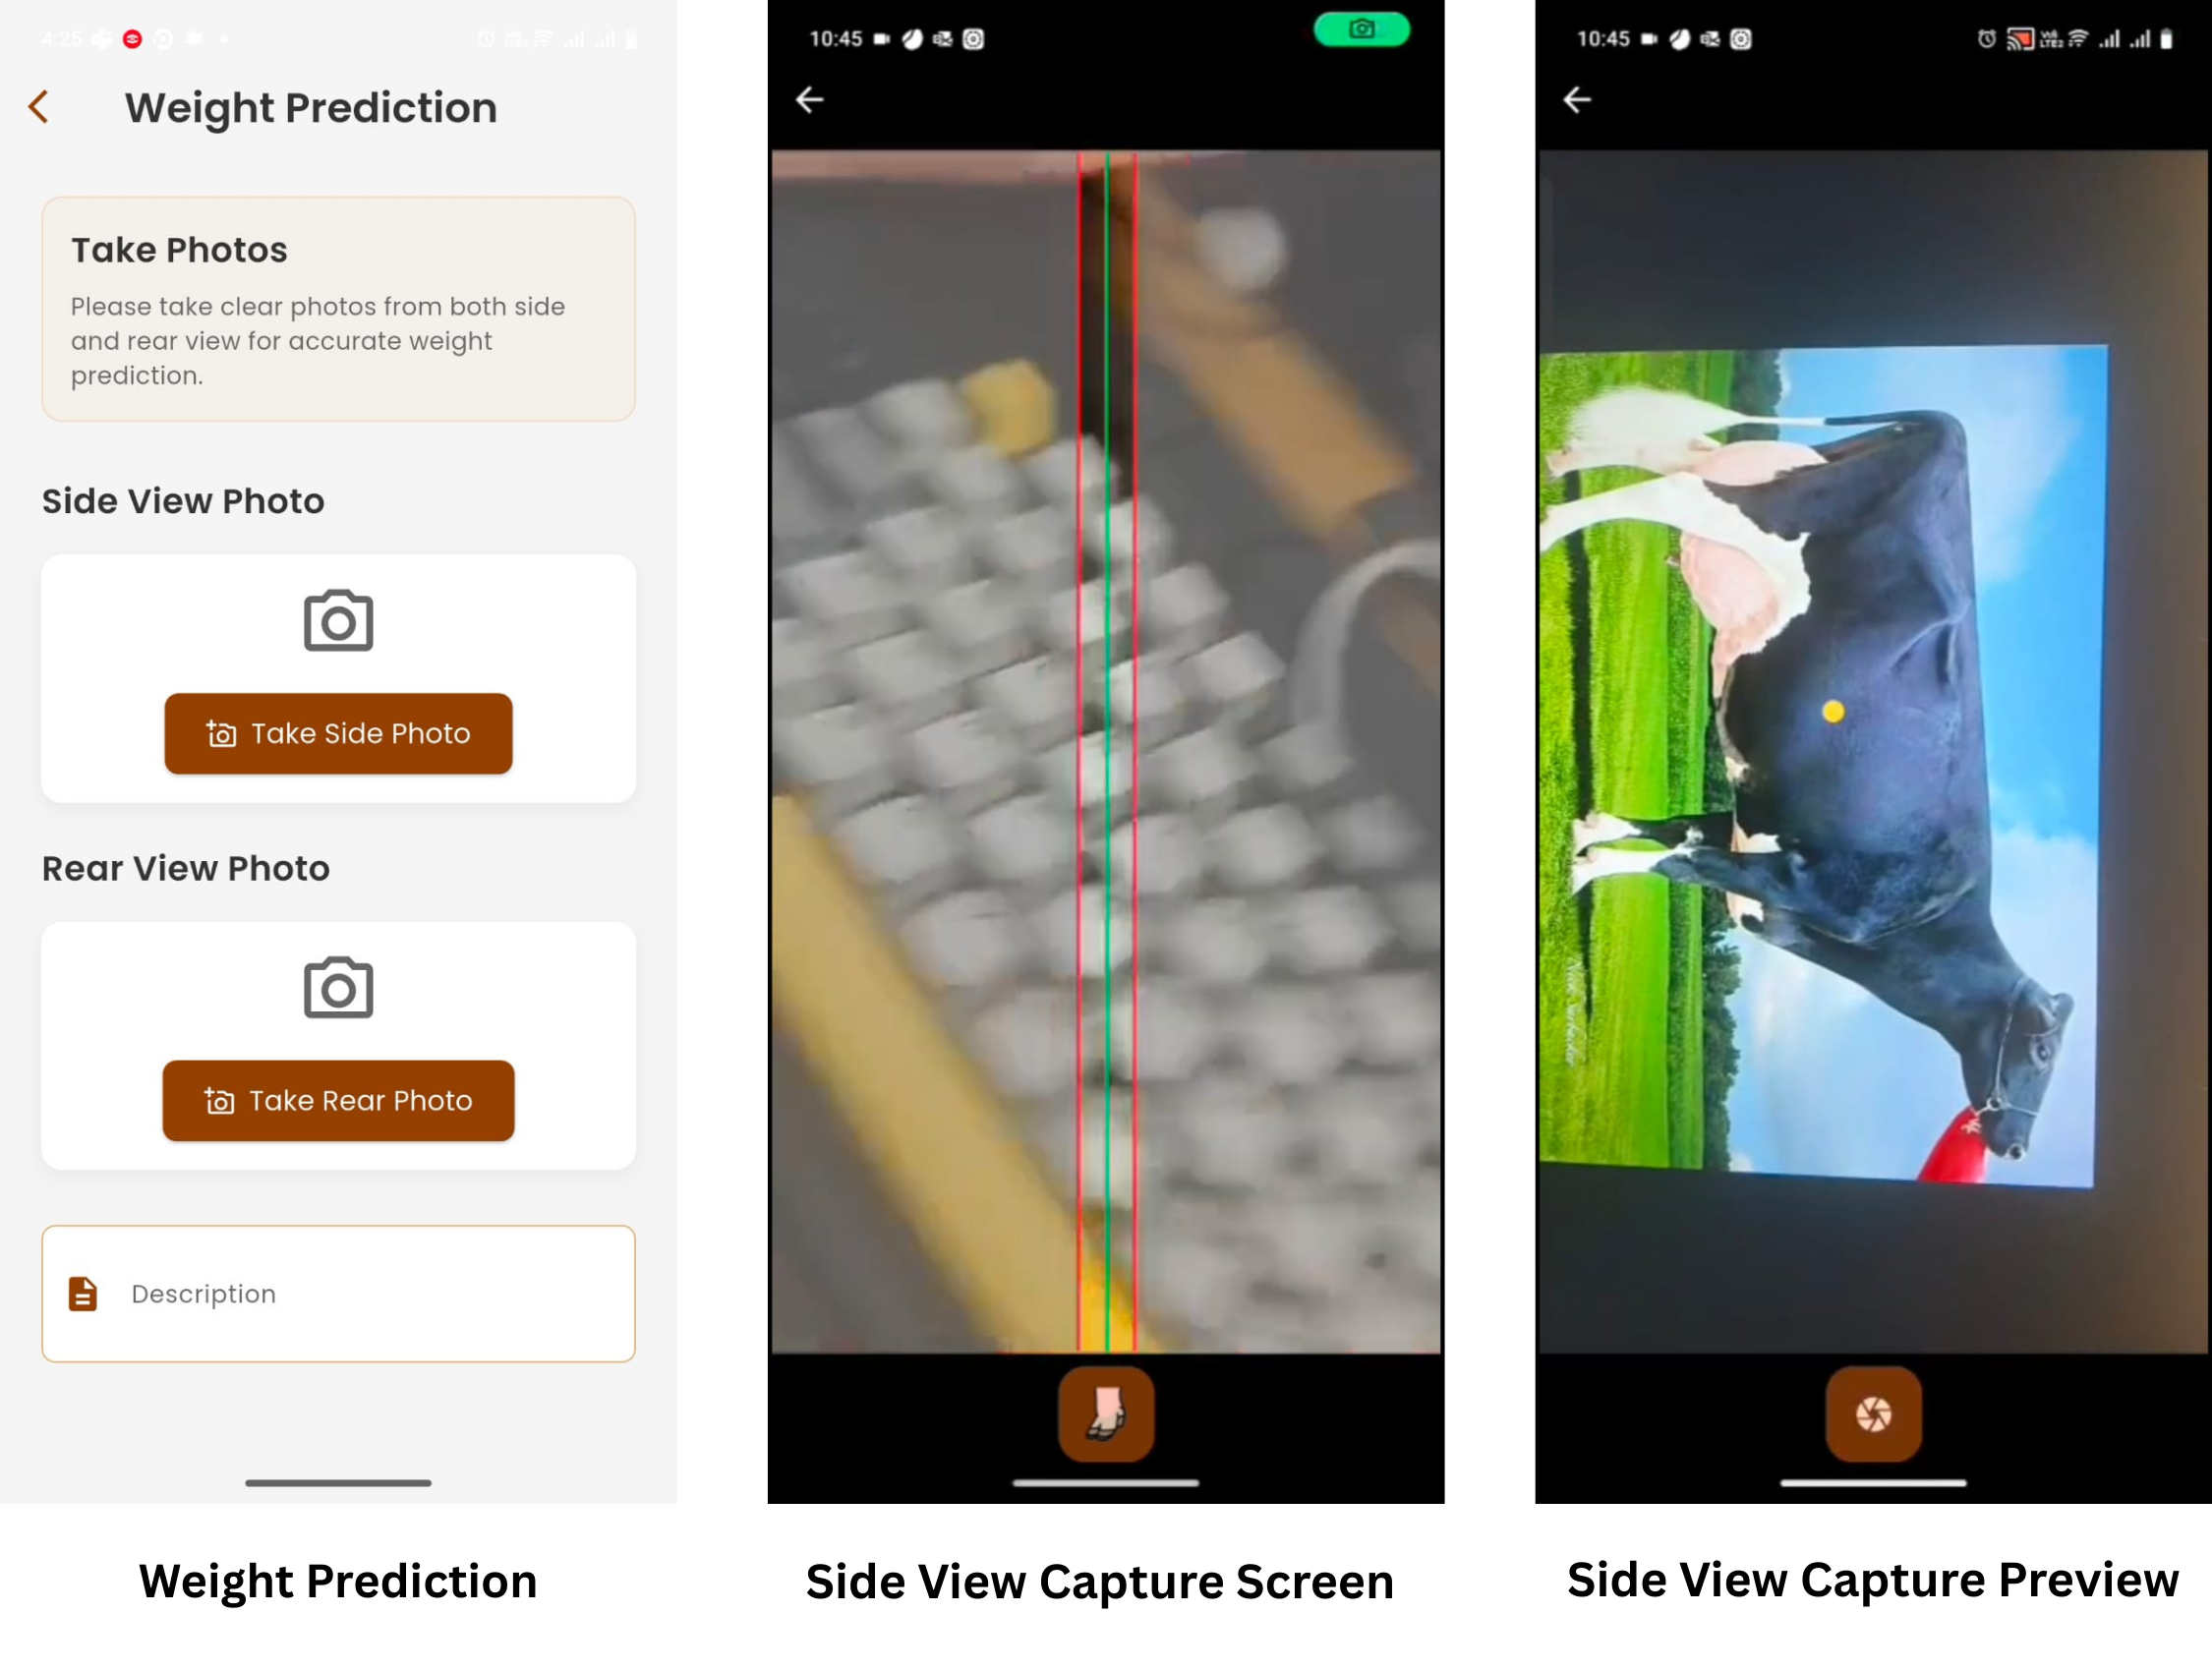 4:25
Weight Prediction
Take Photos
Please take clear photos from both side
and rear view for accurate weight
prediction.
Side View Photo
Take Side Photo
Rear View Photo
Take Rear Photo
Description
Weight Prediction
10:45
Side View Capture Screen
10:45
Side View Capture Preview